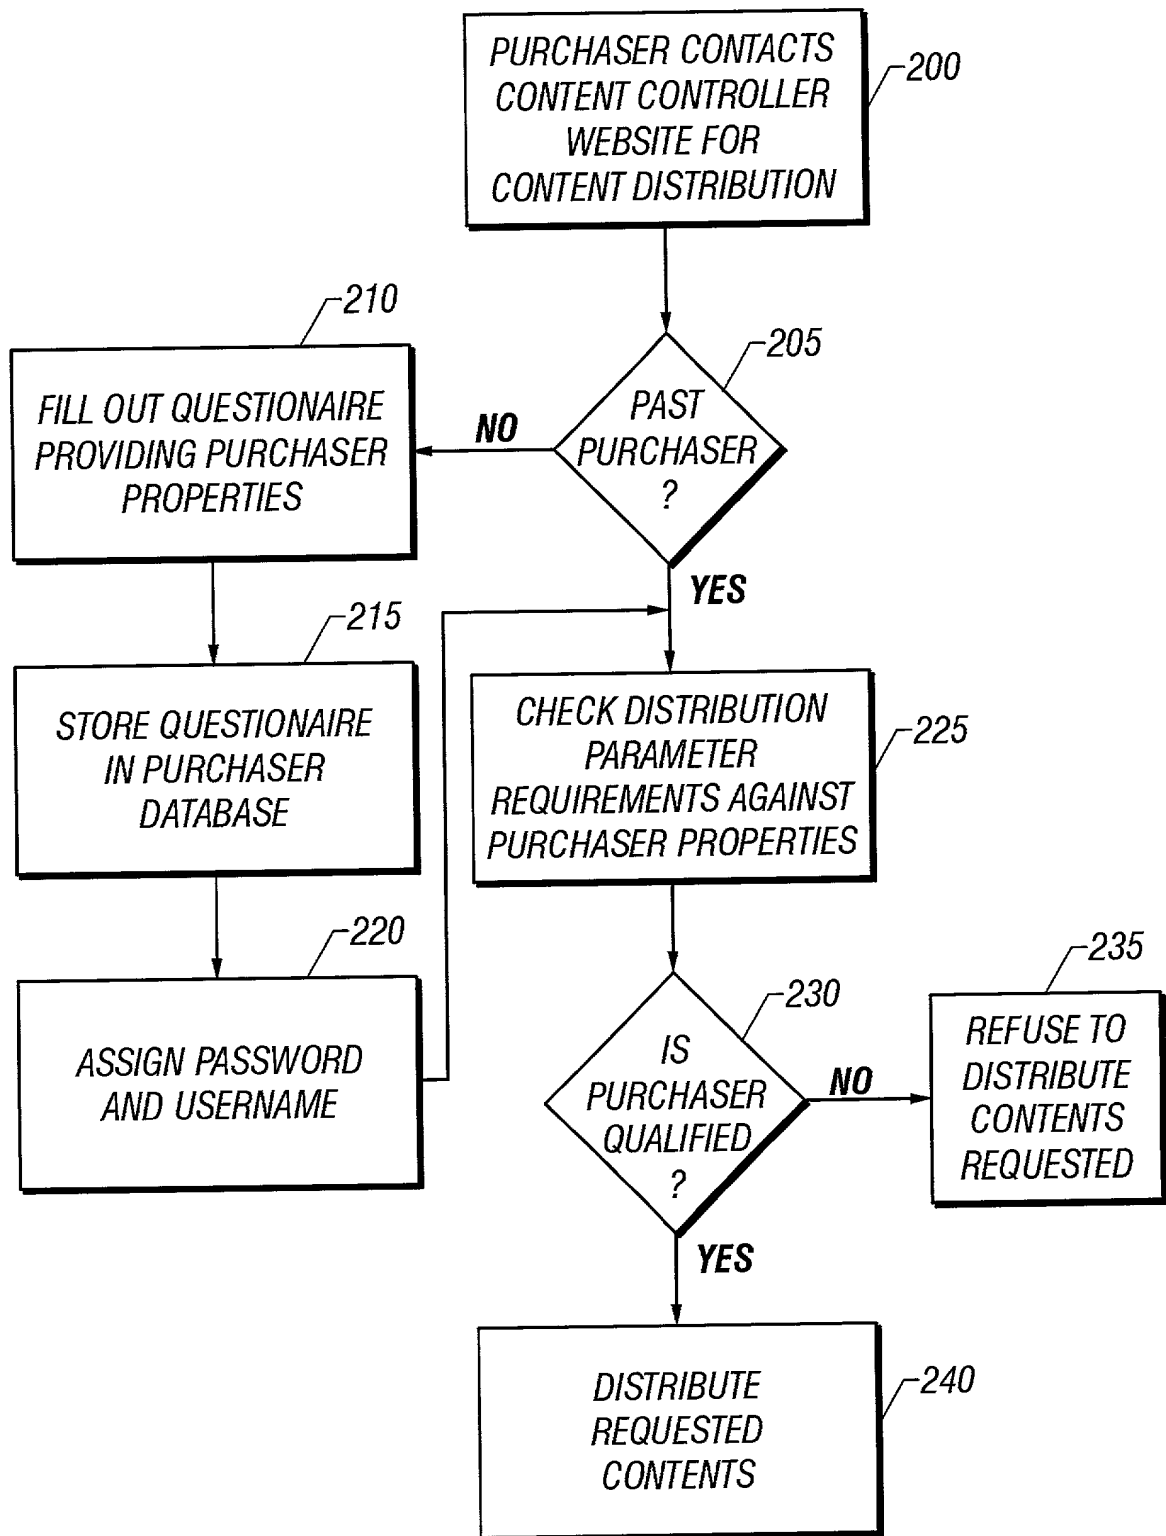 PURCHASER CONTACTS
CONTENT CONTROLLER
WEBSITE FOR
CONTENT DISTRIBUTION
200
205
PAST
PURCHASER
?
NO
YES
210
FILL OUT QUESTIONAIRE
PROVIDING PURCHASER
PROPERTIES
215
STORE QUESTIONAIRE
IN PURCHASER
DATABASE
220
ASSIGN PASSWORD
AND USERNAME
225
CHECK DISTRIBUTION
PARAMETER
REQUIREMENTS AGAINST
PURCHASER PROPERTIES
230
IS
PURCHASER
QUALIFIED
?
NO
235
REFUSE TO
DISTRIBUTE
CONTENTS
REQUESTED
YES
240
DISTRIBUTE
REQUESTED
CONTENTS